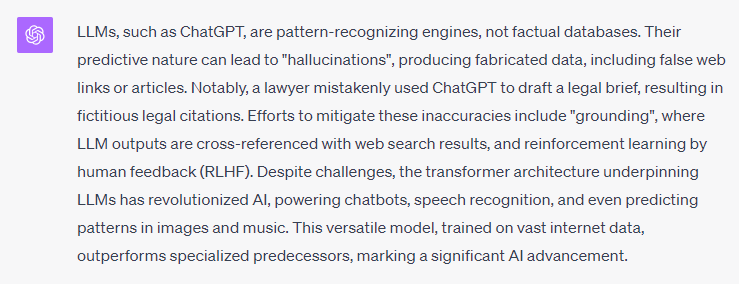 LLMs, such as ChatGPT, are pattern-recognizing engines, not factual databases. Their
predictive nature can lead to "hallucinations", producing fabricated data, including false web
links or articles. Notably, a lawyer mistakenly used ChatGPT to draft a legal brief, resulting in
fictitious legal citations. Efforts to mitigate these inaccuracies include "grounding", where
LLM outputs are cross-referenced with web search results, and reinforcement learning by
human feedback (RLHF). Despite challenges, the transformer architecture underpinning
LLMs has revolutionized AI, powering chatbots, speech recognition, and even predicting
patterns in images and music. This versatile model, trained on vast internet data,
outperforms specialized predecessors, marking a significant AI advancement.